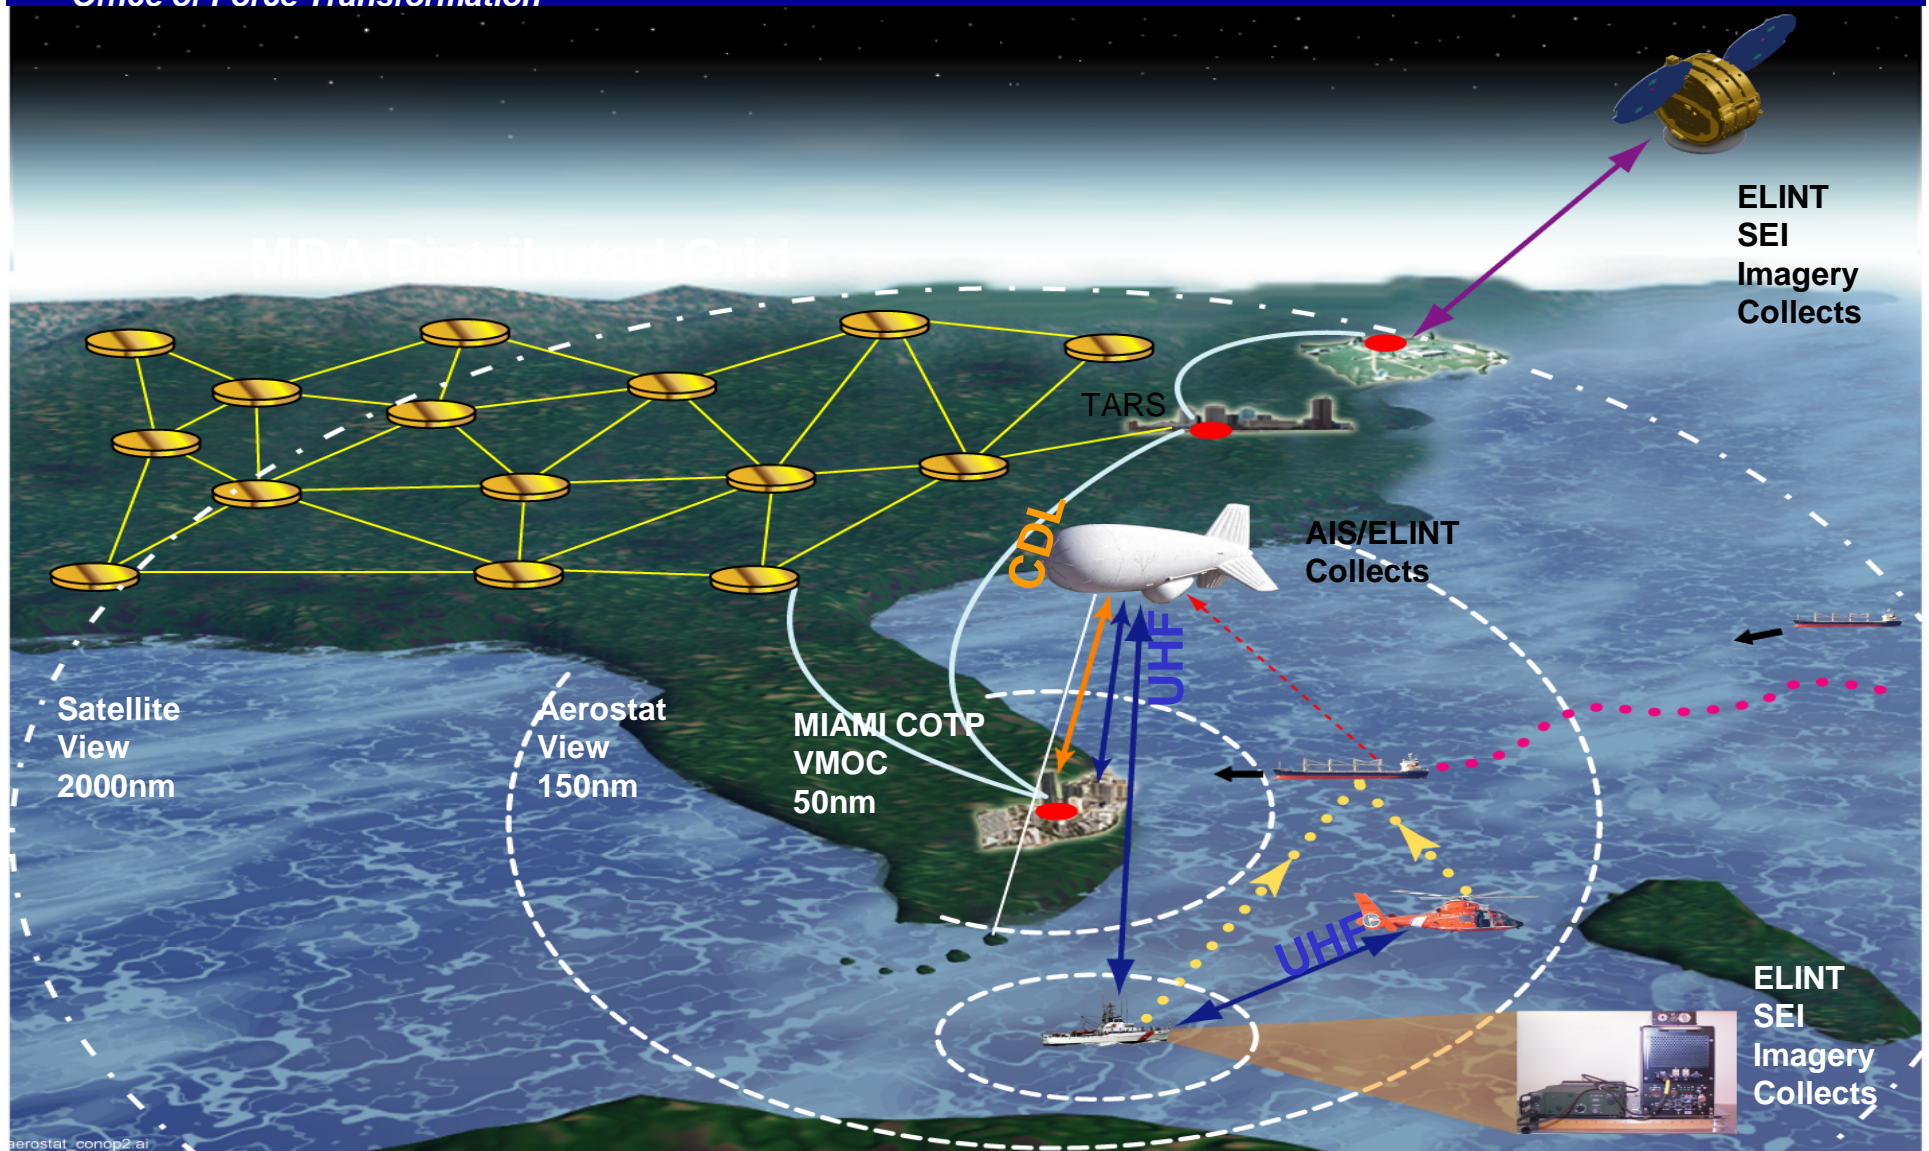 Office of Force Transformation
MDA Distributed Grid
ELINT
SEI
Imagery
Collects
TARS
CDL
AIS/ELINT
Collects
UHF
Satellite
View
2000nm
Aerostat
View
150nm
MIAMI COTP
VMOC
50nm
UHF
ELINT
SEI
Imagery
Collects
aerostat_conop2.ai